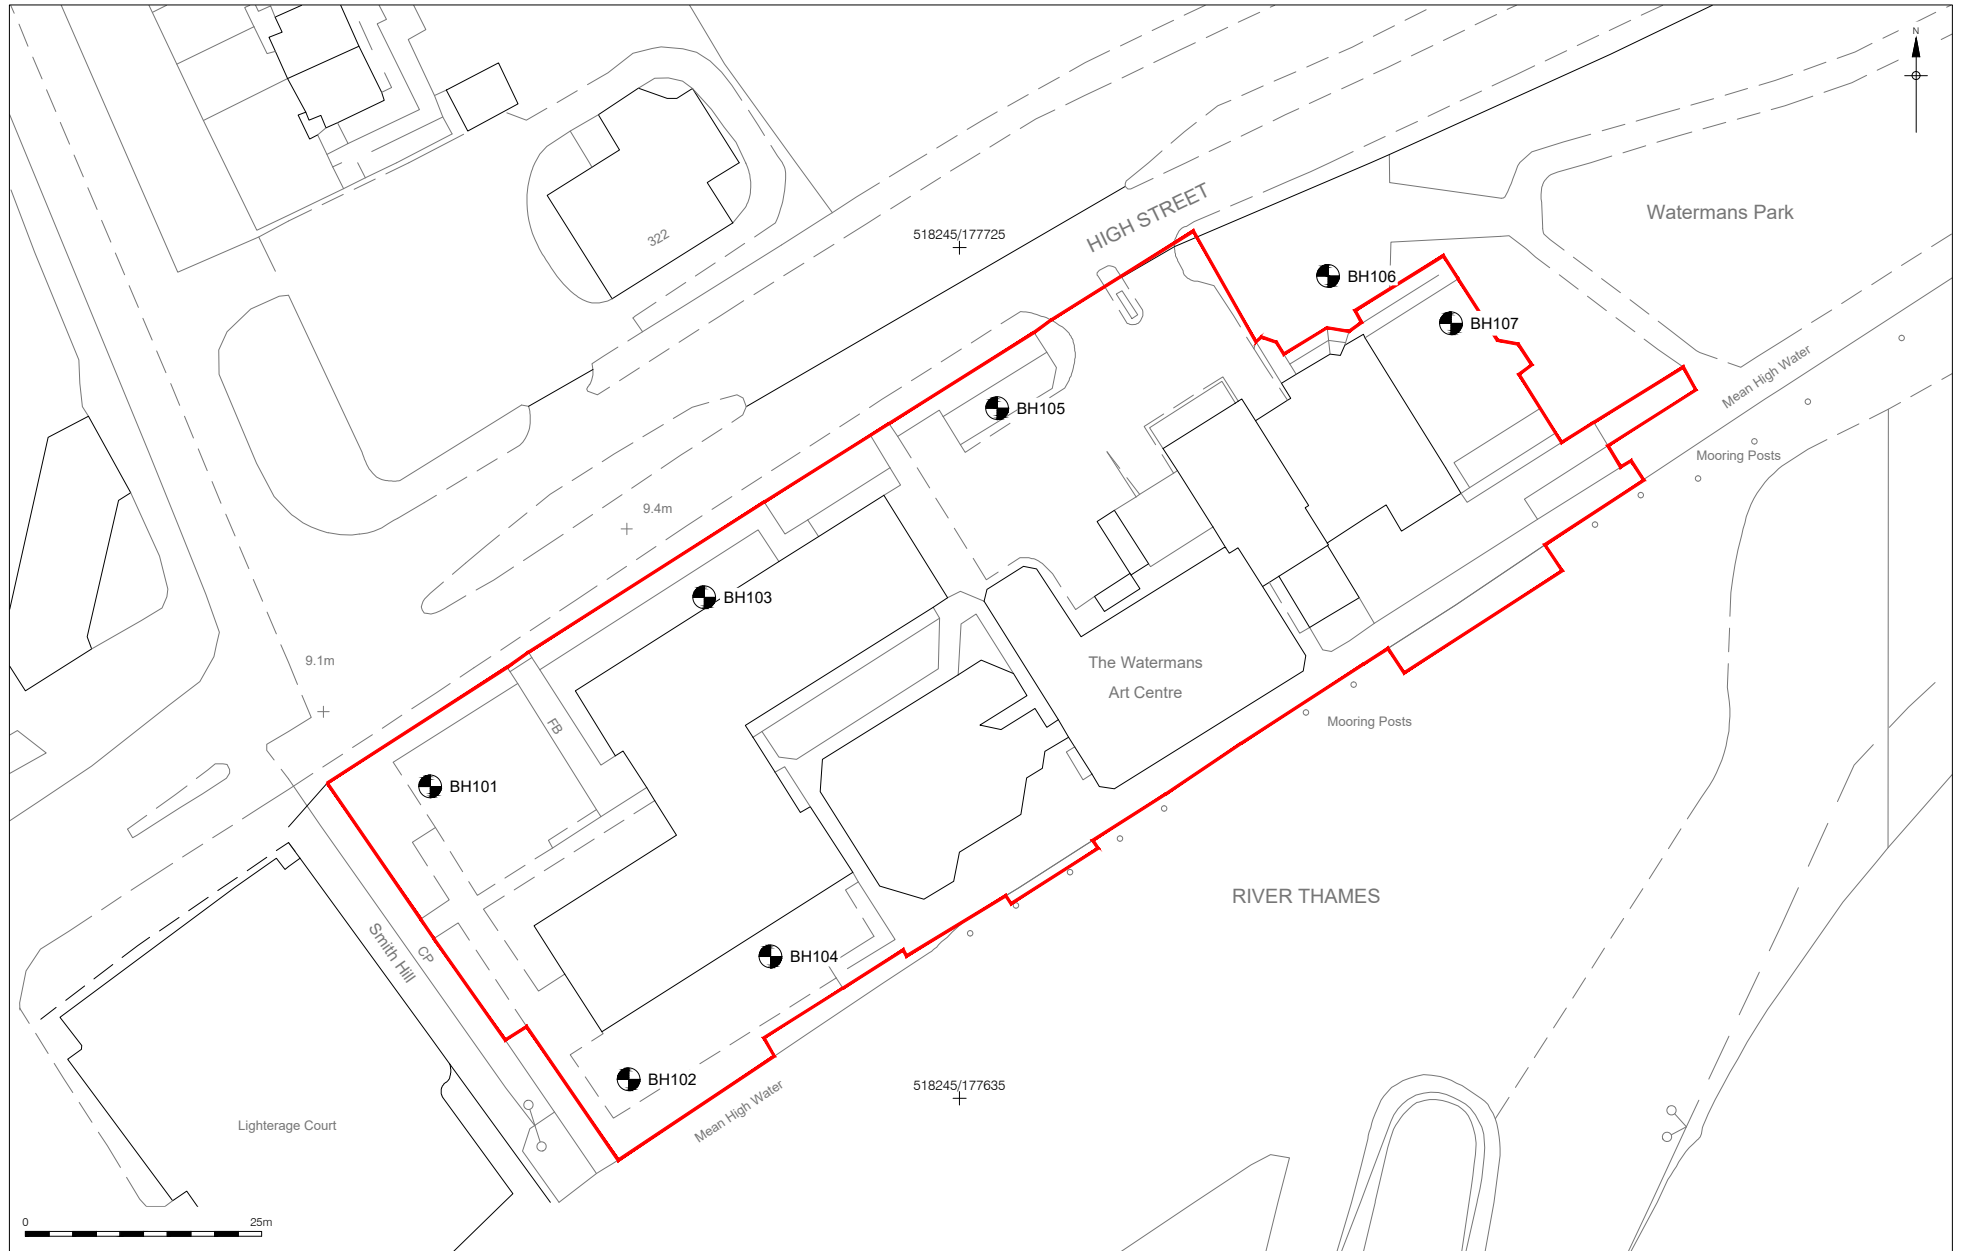 N
HIGH STREET
Watermans Park
518245/177725
322
BH106
BH107
Mean High Water
BH105
Mooring Posts
9.4m
BH103
9.1m
The Watermans
Art Centre
FB
Mooring Posts
BH101
RIVER THAMES
Smith Hill
CP
BH104
BH102
518245/177635
Mean High Water
Lighterage Court
0
25m